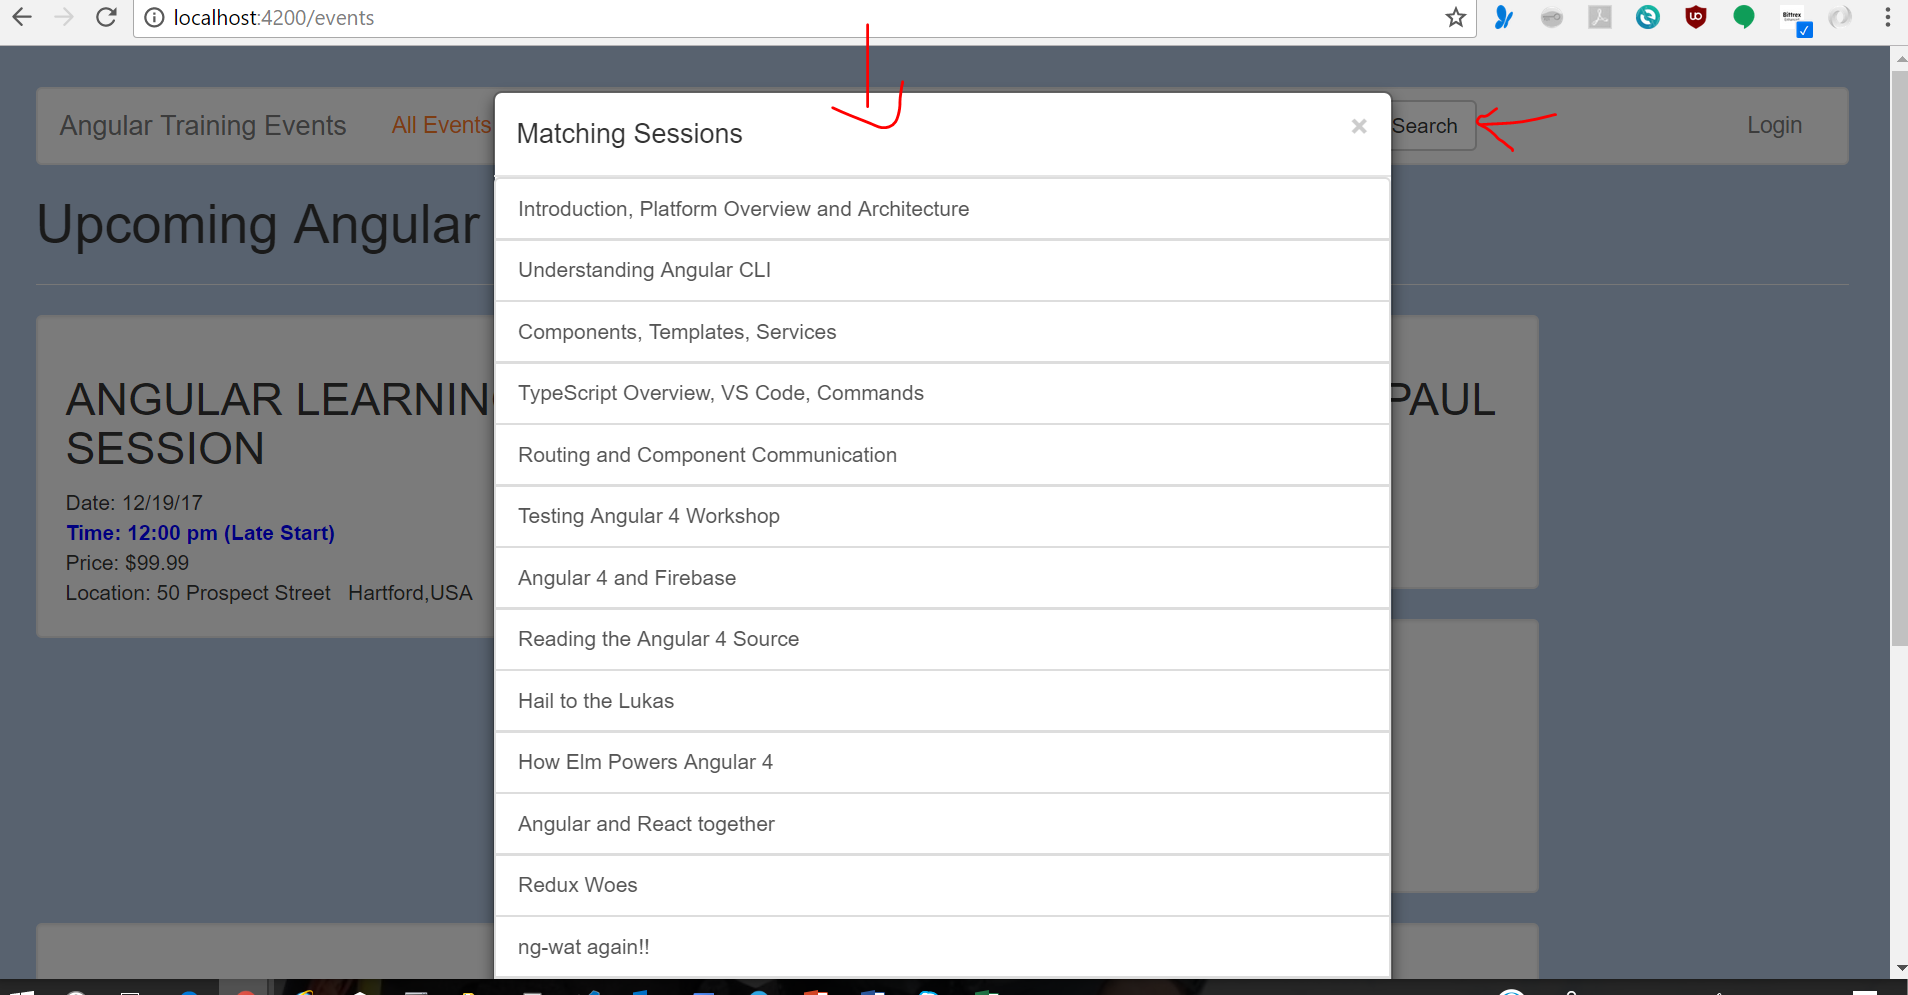 localhost:4200/events
Angular Training Events
All Events
Search
Login
Upcoming Angular
ANGULAR LEARNIN
SESSION
Date: 12/19/17
Time: 12:00 pm (Late Start)
Price: $99.99
Location: 50 Prospect Street Hartford,USA
Matching Sessions
×
Introduction, Platform Overview and Architecture
Understanding Angular CLI
Components, Templates, Services
TypeScript Overview, VS Code, Commands
Routing and Component Communication
Testing Angular 4 Workshop
Angular 4 and Firebase
Reading the Angular 4 Source
Hail to the Lukas
How Elm Powers Angular 4
Angular and React together
Redux Woes
ng-wat again!!
PAUL